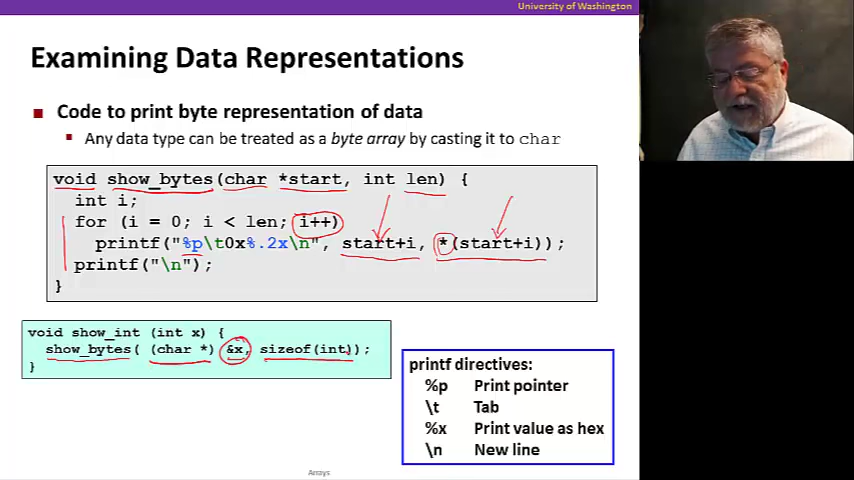 University of Washington
Examining Data Representations
Code to print byte representation of data
Any data type can be treated as a byte array by casting it to char
void show_bytes(char *start, int len) {
int i;
for (i = 0; i < len; i++)
printf("%p\t0x%.2x\n", start+i, *(start+i));
printf("\n");
}
void show_int (int x) {
show_bytes( (char *) &x, sizeof(int));
}
printf directives:
%p Print pointer
\t Tab
%x Print value as hex
\n New line
Arrays